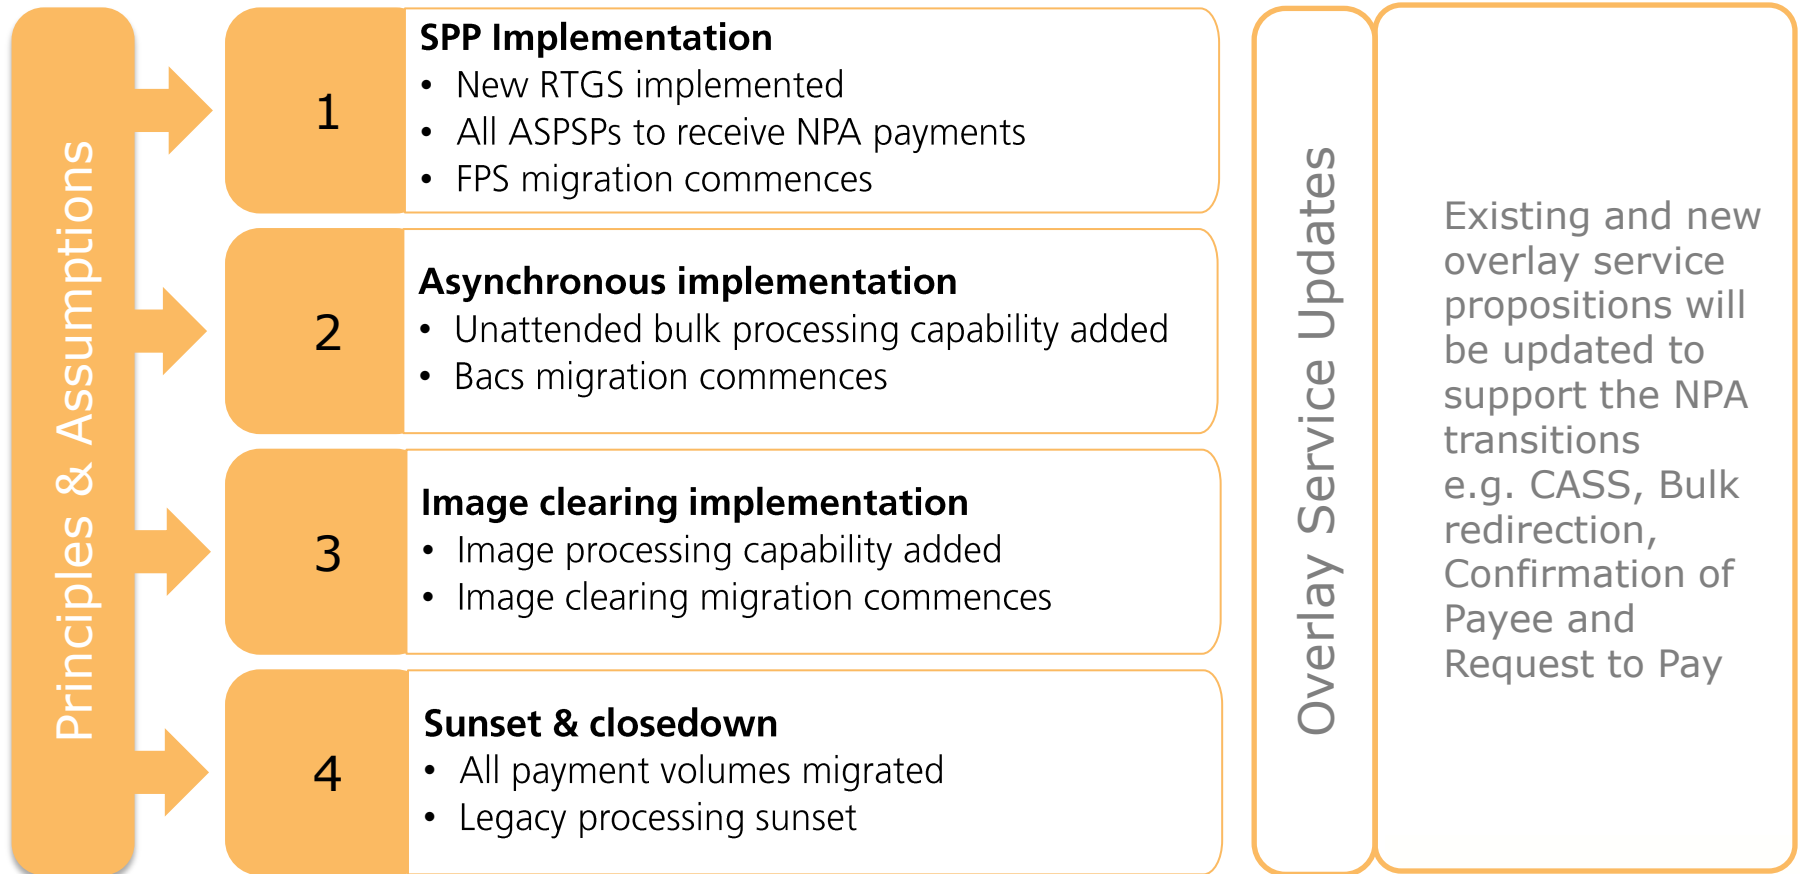 Principles & Assumptions
1
SPP Implementation
• New RTGS implemented
• All ASPSPs to receive NPA payments
• FPS migration commences
2
Asynchronous implementation
• Unattended bulk processing capability added
• Bacs migration commences
3
Image clearing implementation
• Image processing capability added
• Image clearing migration commences
4
Sunset & closedown
• All payment volumes migrated
• Legacy processing sunset
Overlay Service Updates
Existing and new
overlay service
propositions will
be updated to
support the NPA
transitions
e.g. CASS, Bulk
redirection,
Confirmation of
Payee and
Request to Pay